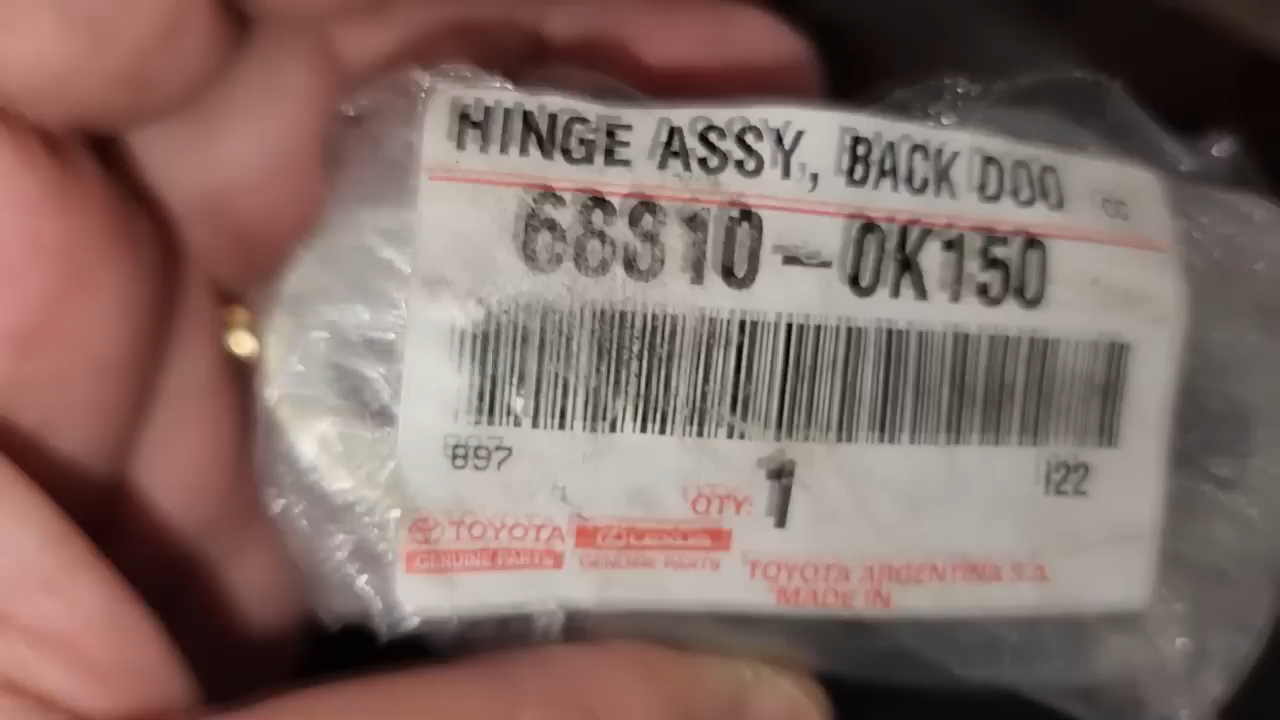 HINGE ASSY, BACK DOO
68810-0K150
897
122
QTY: 1
TOYOTA
GENUINE PARTS
LEXUS
GENUINE PARTS
TOYOTA ARGENTINA S.A.
MADE IN